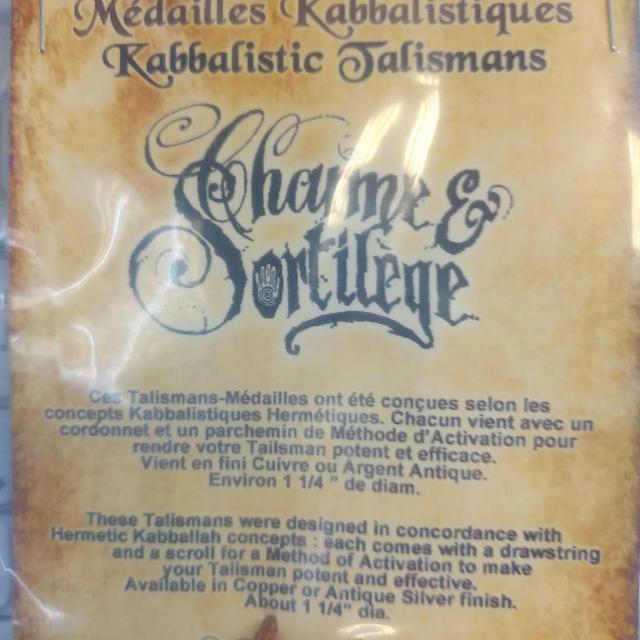 Médailles Kabbalistiques
Kabbalistic Talismans
Charme &
Sortilège
Ces Talismans-Médailles ont été conçues selon les
concepts Kabbalistiques Hermétiques. Chacun vient avec un
cordonnet et un parchemin de Méthode d'Activation pour
rendre votre Tailsman potent et efficace.
Vient en fini Cuivre ou Argent Antique.
Environ 1 1/4 " de diam.
These Talismans were designed in concordance with
Hermetic Kabballah concepts : each comes with a drawstring
and a scroll for a Method of Activation to make
your Talisman potent and effective.
Available in Copper or Antique Silver finish.
About 1 1/4" dia.